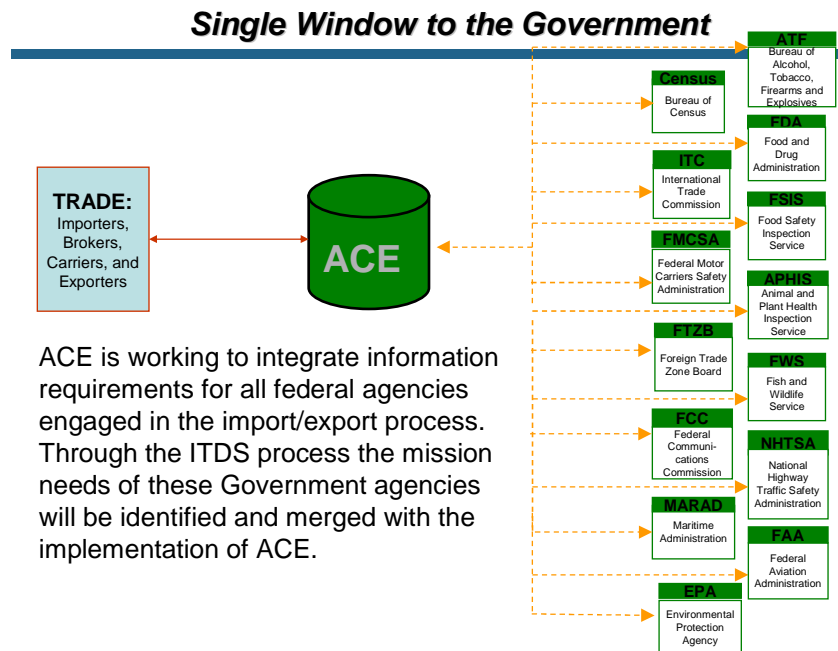 Single Window to the Government
TRADE:
Importers,
Brokers,
Carriers, and
Exporters
ACE
ACE is working to integrate information
requirements for all federal agencies
engaged in the import/export process.
Through the ITDS process the mission
needs of these Government agencies
will be identified and merged with the
implementation of ACE.
Census
Bureau of
Census
ITC
International
Trade
Commission
FMCSA
Federal Motor
Carriers Safety
Administration
FTZB
Foreign Trade
Zone Board
FCC
Federal
Communi-
cations
Commission
MARAD
Maritime
Administration
EPA
Environmental
Protection
Agency
ATF
Bureau of
Alcohol,
Tobacco,
Firearms and
Explosives
FDA
Food and
Drug
Administration
FSIS
Food Safety
Inspection
Service
APHIS
Animal and
Plant Health
Inspection
Service
FWS
Fish and
Wildlife
Service
NHTSA
National
Highway
Traffic Safety
Administration
FAA
Federal
Aviation
Administration